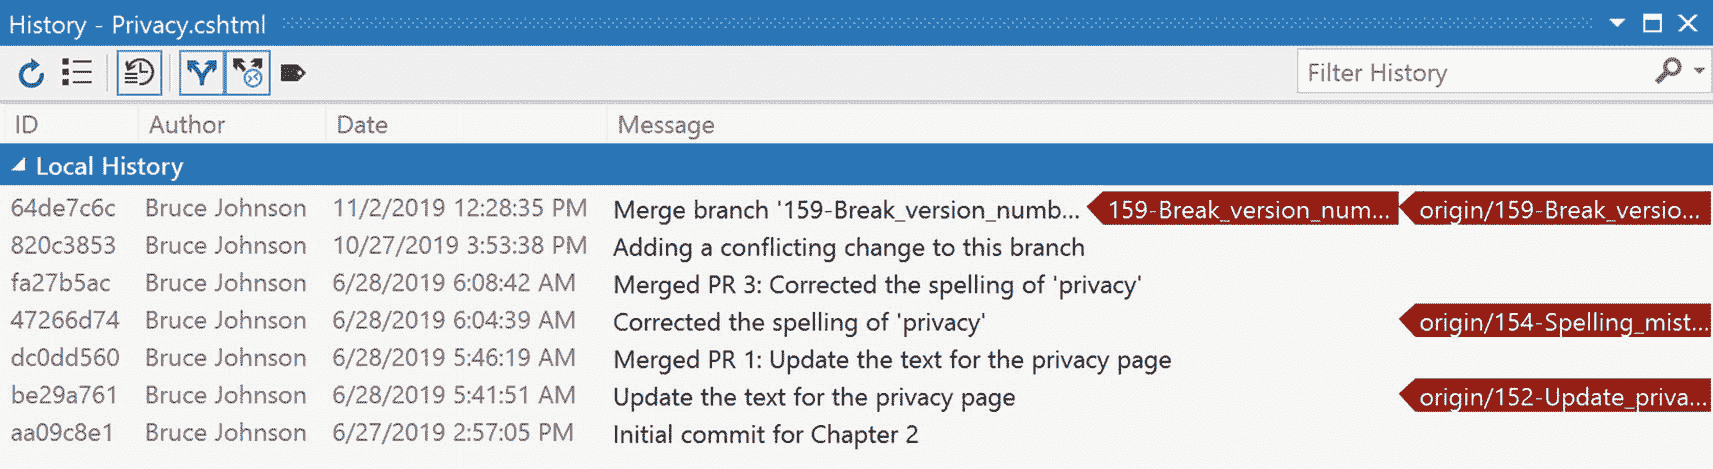 History - Privacy.cshtml
Filter History
ID Author Date Message
Local History
64de7c6c Bruce Johnson 11/2/2019 12:28:35 PM Merge branch '159-Break_version_numb... 159-Break_version_num... origin/159-Break_versio...
820c3853 Bruce Johnson 10/27/2019 3:53:38 PM Adding a conflicting change to this branch
fa27b5ac Bruce Johnson 6/28/2019 6:08:42 AM Merged PR 3: Corrected the spelling of 'privacy'
47266d74 Bruce Johnson 6/28/2019 6:04:39 AM Corrected the spelling of 'privacy' origin/154-Spelling_mist...
dc0dd560 Bruce Johnson 6/28/2019 5:46:19 AM Merged PR 1: Update the text for the privacy page
be29a761 Bruce Johnson 6/28/2019 5:41:51 AM Update the text for the privacy page origin/152-Update_priva...
aa09c8e1 Bruce Johnson 6/27/2019 2:57:05 PM Initial commit for Chapter 2